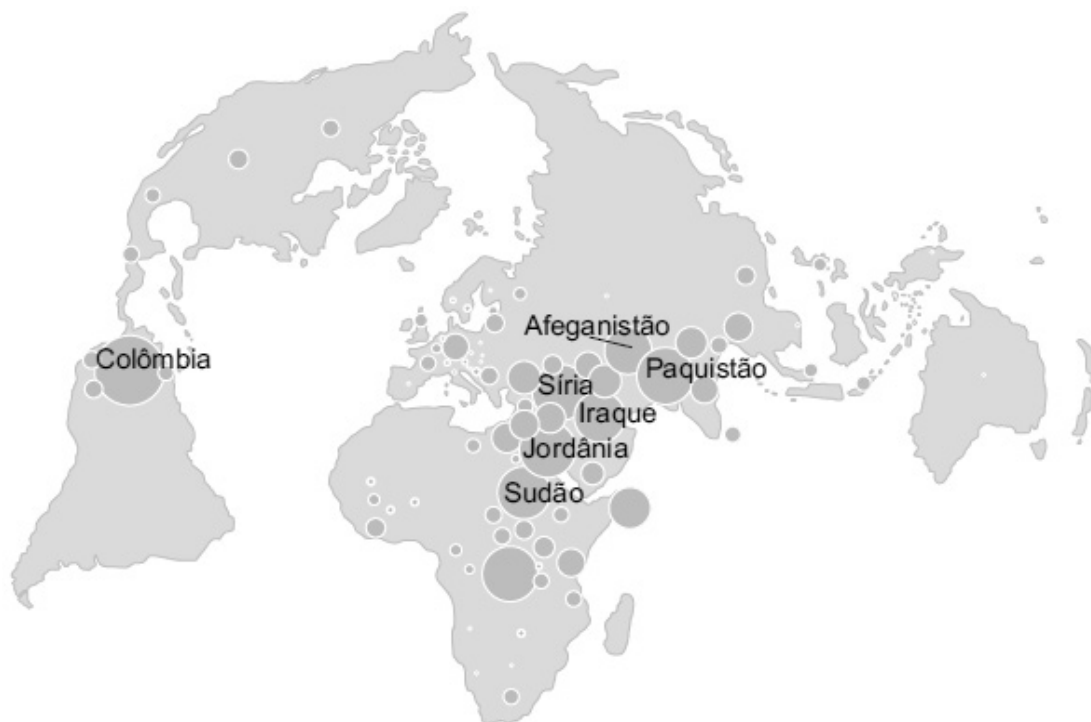 Afeganistão
Colômbia
Paquistão
Síria
Iraque
Jordânia
Sudão